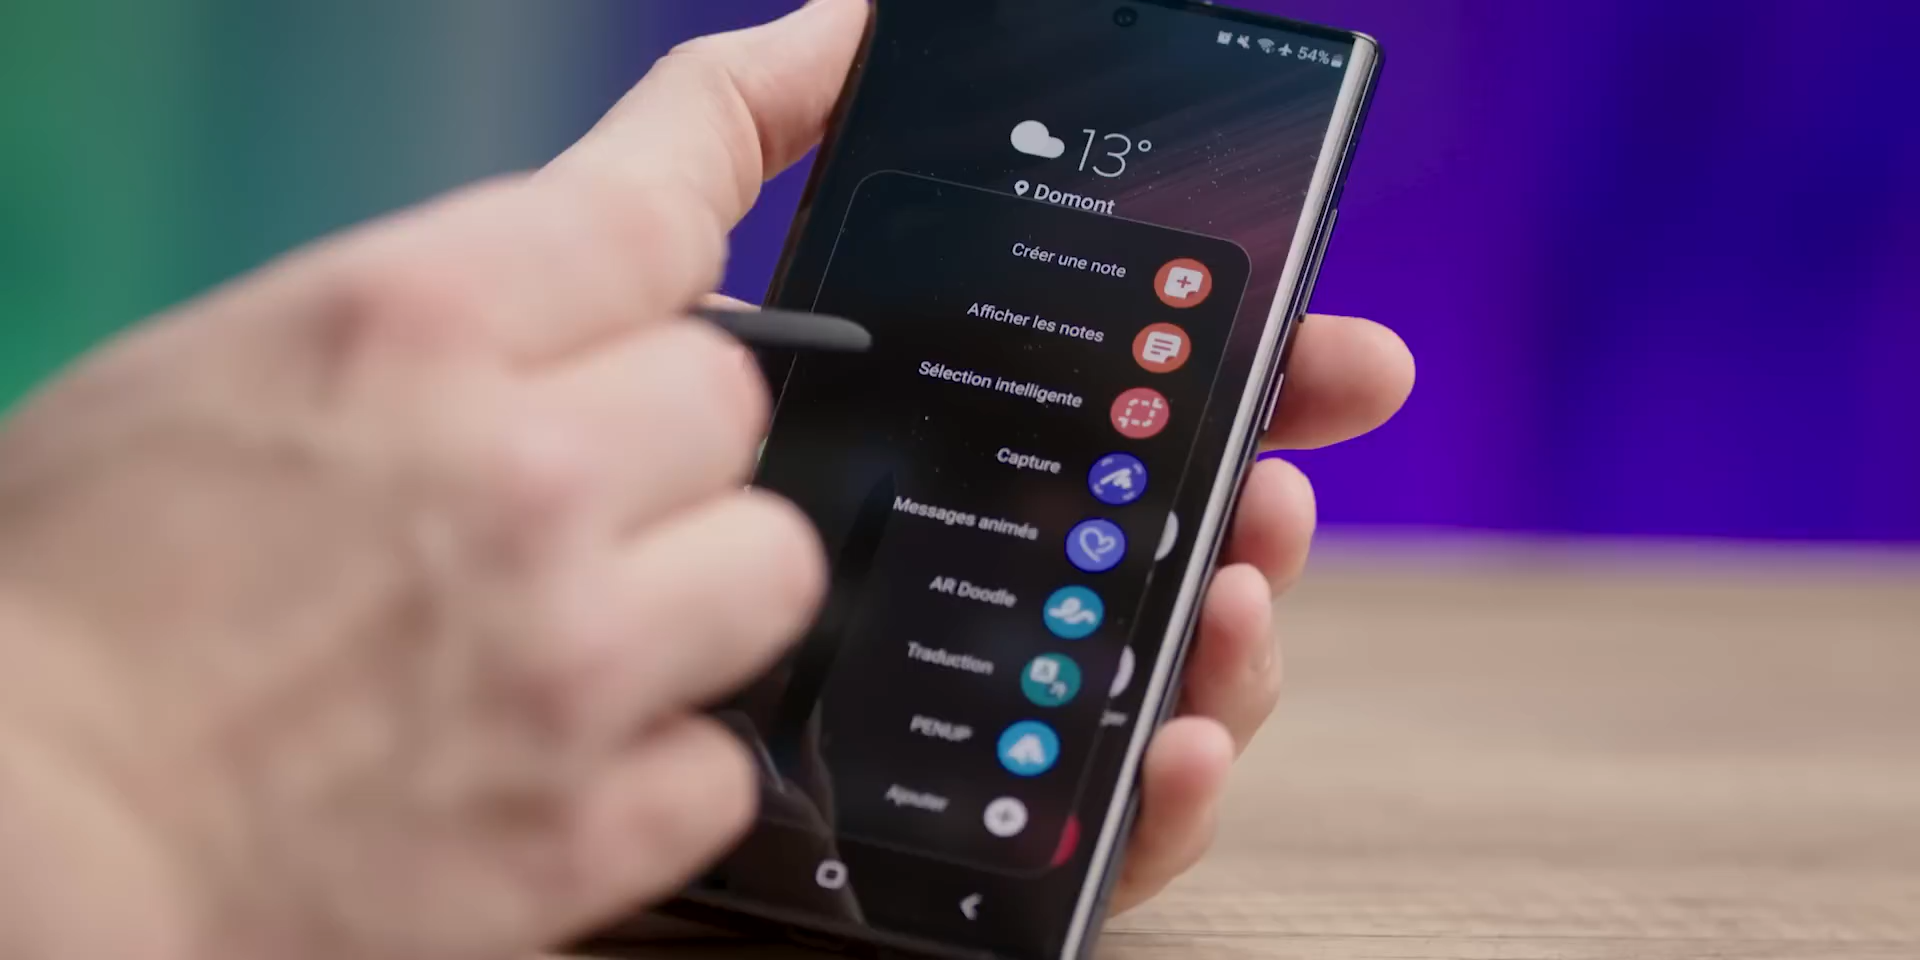 54%
13°
Domont
Créer une note
Afficher les notes
Sélection intelligente
Capture
Messages animés
AR Doodle
Traduction
PENUP
Ajouter